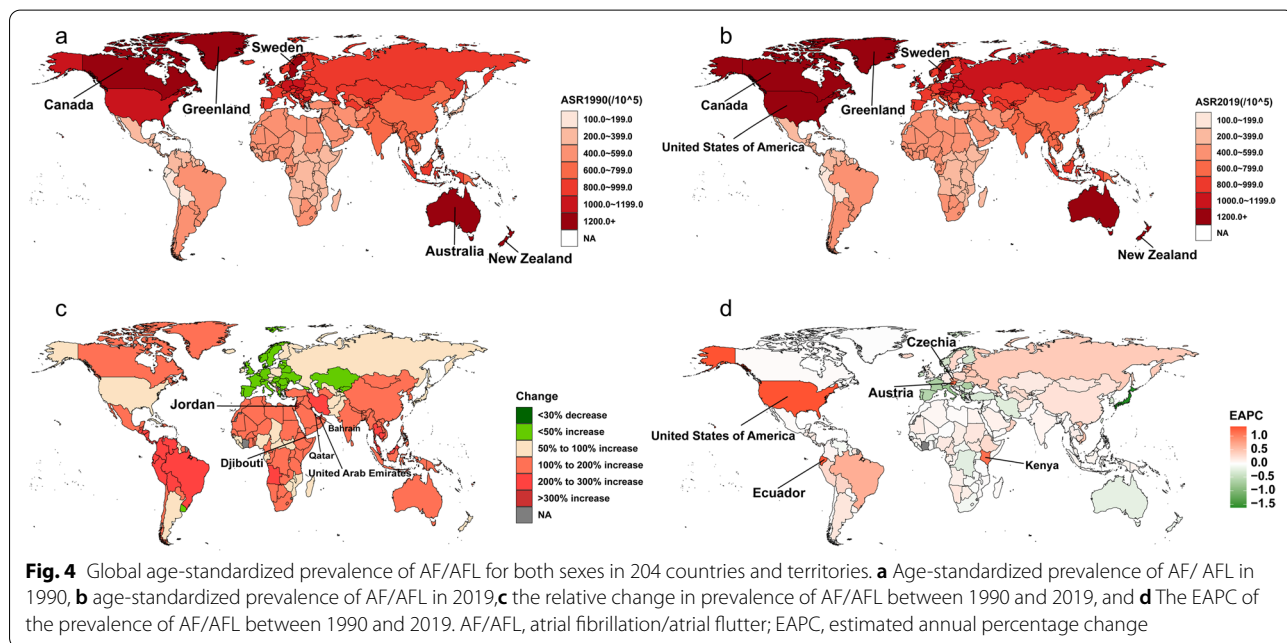 a
Sweden
Canada
Greenland
Australia
New Zealand
ASR1990(/10^5)
100.0~199.0
200.0~399.0
400.0~599.0
600.0~799.0
800.0~999.0
1000.0~1199.0
1200.0+
NA
b
Sweden
Canada
Greenland
United States of America
New Zealand
ASR2019(/10^5)
100.0~199.0
200.0~399.0
400.0~599.0
600.0~799.0
800.0~999.0
1000.0~1199.0
1200.0+
NA
c
Jordan
Bahrain
Djibouti
Qatar
United Arab Emirates
Change
<30% decrease
<50% increase
50% to 100% increase
100% to 200% increase
200% to 300% increase
>300% increase
NA
d
Czechia
Austria
United States of America
Ecuador
Kenya
EAPC
1.0
0.5
0.0
−0.5
−1.0
−1.5
Fig. 4 Global age-standardized prevalence of AF/AFL for both sexes in 204 countries and territories. a Age-standardized prevalence of AF/ AFL in
1990, b age-standardized prevalence of AF/AFL in 2019,c the relative change in prevalence of AF/AFL between 1990 and 2019, and d The EAPC of
the prevalence of AF/AFL between 1990 and 2019. AF/AFL, atrial fibrillation/atrial flutter; EAPC, estimated annual percentage change